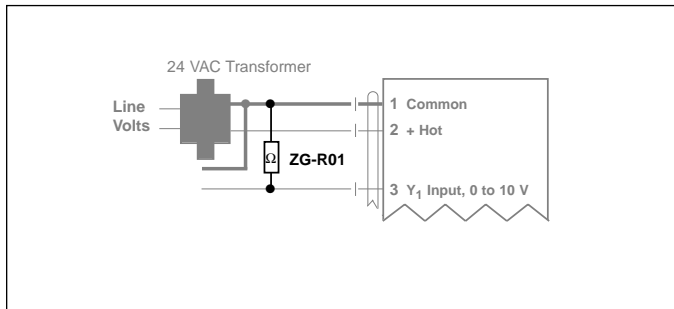 24 VAC Transformer
Line
Volts
1 Common
2 + Hot
Ω ZG-R01
3 Y₁ Input, 0 to 10 V